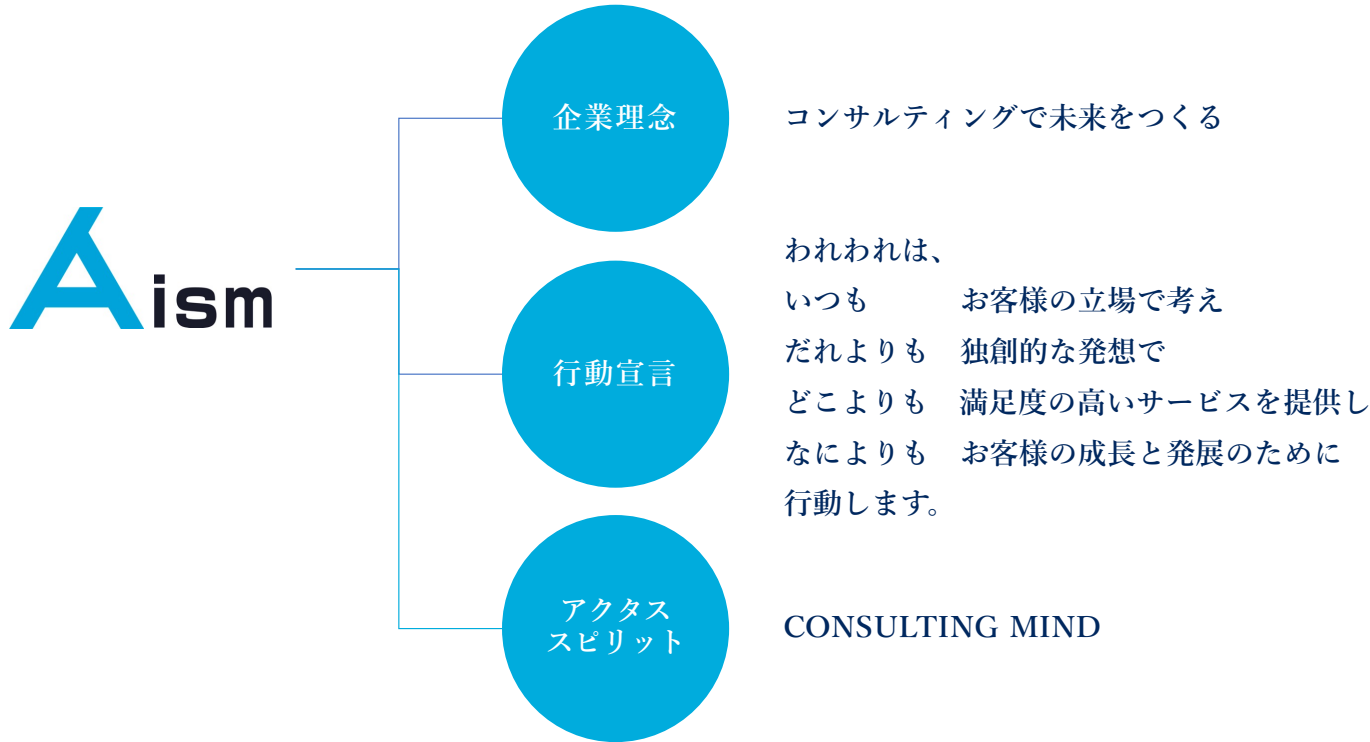 Aism
企業理念
コンサルティングで未来をつくる
行動宣言
われわれは、
いつも　　　お客様の立場で考え
だれよりも　独創的な発想で
どこよりも　満足度の高いサービスを提供し
なによりも　お客様の成長と発展のために
行動します。
アクタス
スピリット
CONSULTING MIND